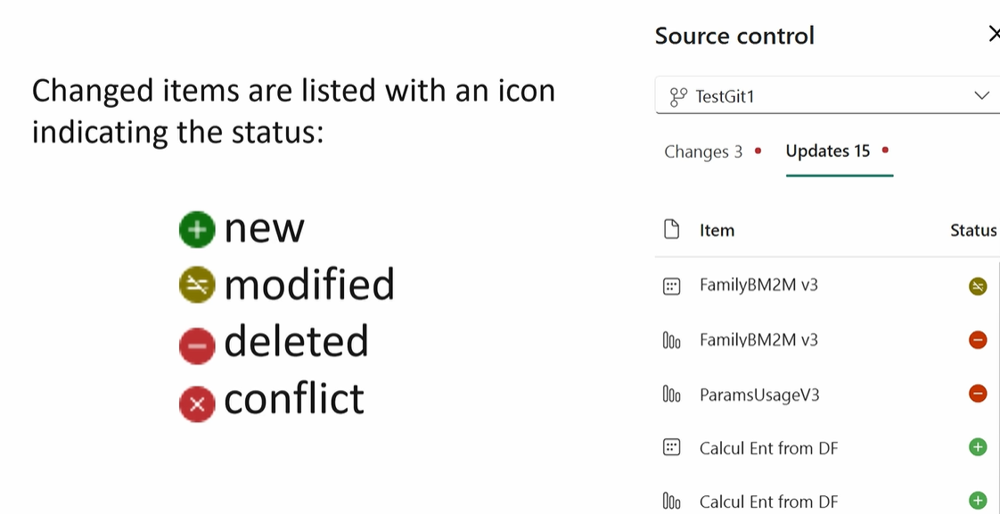 Changed items are listed with an icon
indicating the status:
new
modified
deleted
conflict
Source control
TestGit1
Changes 3
Updates 15
Item
Status
FamilyBM2M v3
FamilyBM2M v3
ParamsUsageV3
Calcul Ent from DF
Calcul Ent from DF